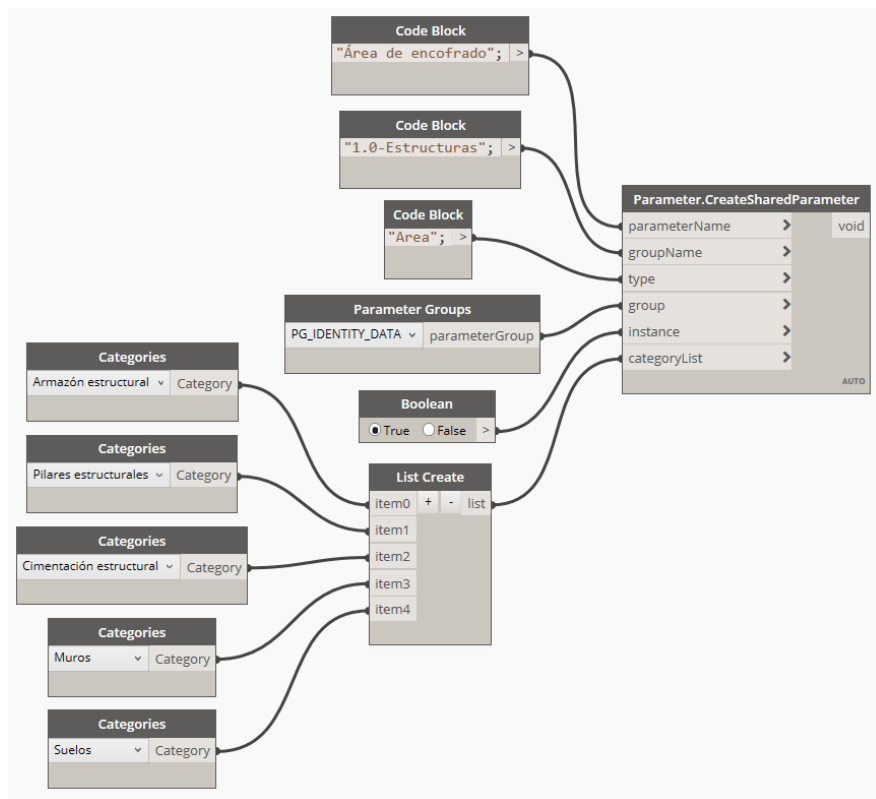 Code Block
"Área de encofrado"; >
Code Block
"1.0-Estructuras"; >
Code Block
"Área"; >
Parameter.CreateSharedParameter
parameterName > void
groupName >
type >
group >
instance >
categoryList >
AUTO
Parameter Groups
PG_IDENTITY_DATA parameterGroup
Categories
Armazón estructural Category
Boolean
True False >
Categories
Pilares estructurales Category
List Create
item0 + - list
item1
item2
item3
item4
Categories
Cimentación estructural Category
Categories
Muros Category
Categories
Suelos Category